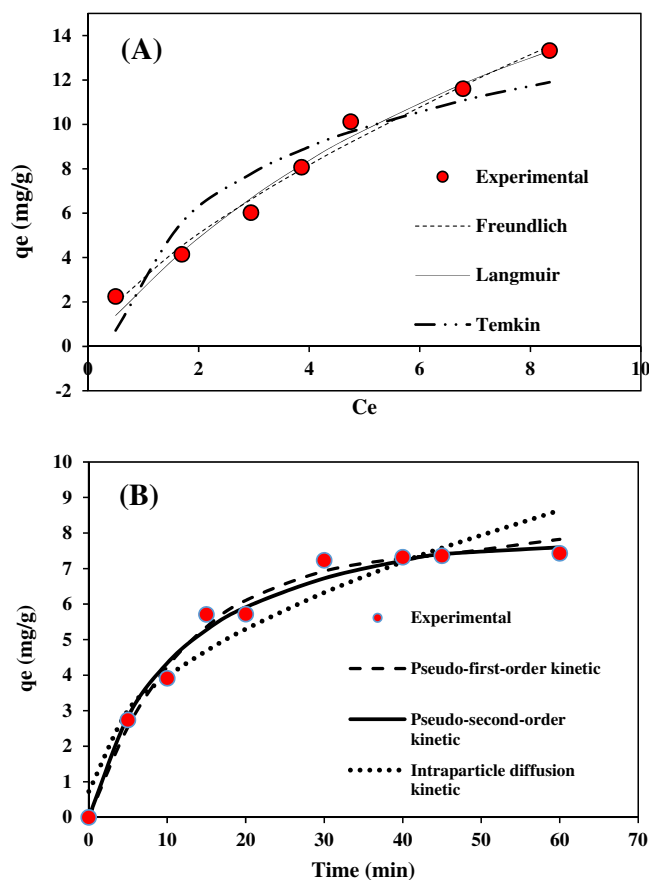 (A)
qe (mg/g)
14
12
10
8
6
4
2
0
-2
0
2
4
6
8
10
Ce
Experimental
Freundlich
Langmuir
Temkin
(B)
qe (mg/g)
10
9
8
7
6
5
4
3
2
1
0
0
10
20
30
40
50
60
70
Time (min)
Experimental
Pseudo-first-order kinetic
Pseudo-second-order
kinetic
Intraparticle diffusion
kinetic